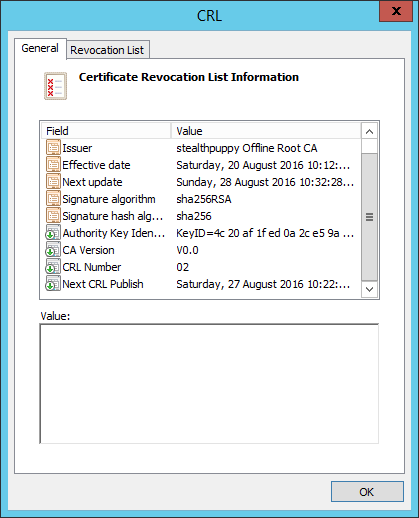 CRL
General Revocation List
Certificate Revocation List Information
Field Value
Issuer stealthpuppy Offline Root CA
Effective date Saturday, 20 August 2016 10:12:...
Next update Sunday, 28 August 2016 10:32:28...
Signature algorithm sha256RSA
Signature hash alg... sha256
Authority Key Iden... KeyID=4c 20 af 1f ed 0a 2c e5 9a ...
CA Version V0.0
CRL Number 02
Next CRL Publish Saturday, 27 August 2016 10:22:...
Value:
OK